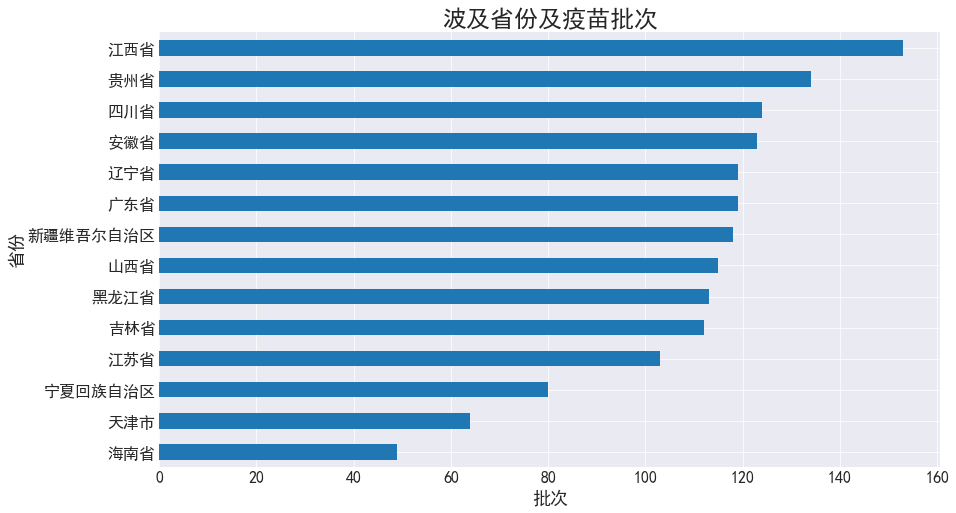 波及省份及疫苗批次
江西省
贵州省
四川省
安徽省
辽宁省
广东省
新疆维吾尔自治区
山西省
黑龙江省
吉林省
江苏省
宁夏回族自治区
天津市
海南省
省份
0 20 40 60 80 100 120 140 160
批次